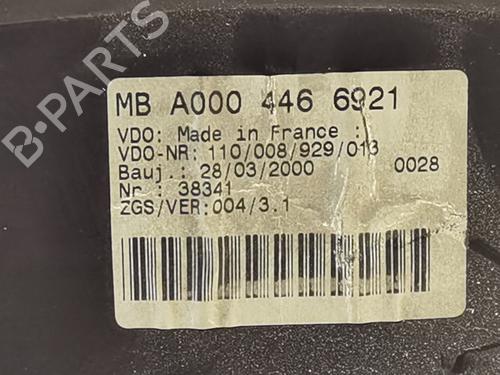 B-PARTS
MB A000 446 6921
VDO: Made in France :
VDO-NR: 110/008/929/013
Bauj.: 28/03/2000 0028
Nr : 38341
ZGS/VER:004/3.1